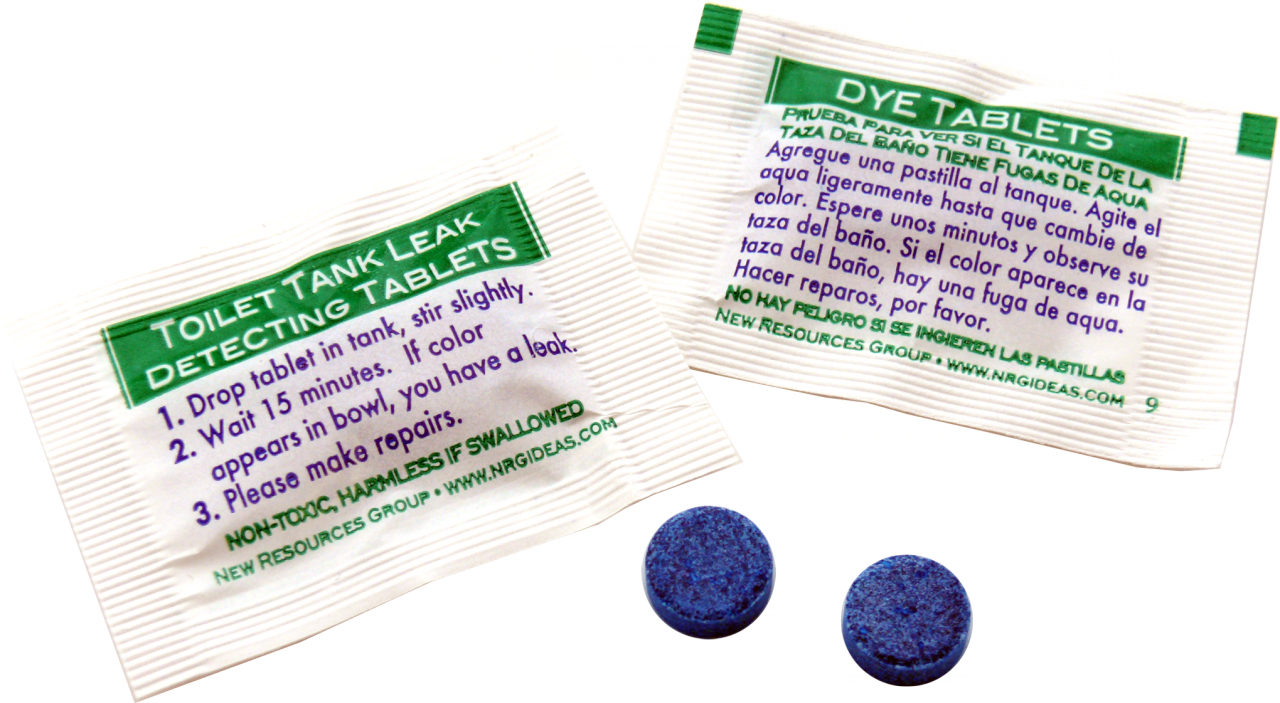 TOILET TANK LEAK
DETECTING TABLETS
1. Drop tablet in tank, stir slightly.
2. Wait 15 minutes. If color
appears in bowl, you have a leak.
3. Please make repairs.
NON-TOXIC, HARMLESS IF SWALLOWED
NEW RESOURCES GROUP • WWW.NRGIDEAS.COM
DYE TABLETS
PRUEBA PARA VER SI EL TANQUE DE LA
TAZA DEL BAÑO TIENE FUGAS DE AQUA
Agregue una pastilla al tanque. Agite el
aqua ligeramente hasta que cambie de
color. Espere unos minutos y observe su
taza del baño. Si el color aparece en la
taza del baño, hay una fuga de aqua.
Hacer reparos, por favor.
NO HAY PELIGRO SI SE INGIEREN LAS PASTILLAS
NEW RESOURCES GROUP • WWW.NRGIDEAS.COM 9